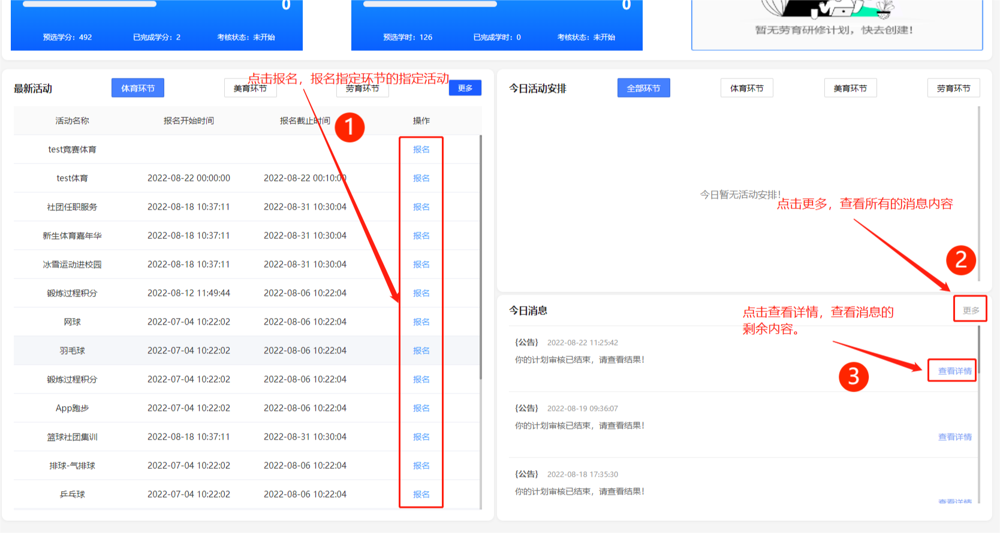 0
0
预选学分：492 已完成学分：2 考核状态：未开始
预选学时：126 已完成学时：0 考核状态：未开始
暂无劳育研修计划，快去创建！
最新活动 体育环节 美育环节 劳育环节 更多
点击报名，报名指定环节的指定活动
活动名称 报名开始时间 报名截止时间 操作
1
test竞赛体育 报名
test体育 2022-08-22 00:00:00 2022-08-22 00:10:00 报名
社团任职服务 2022-08-18 10:37:11 2022-08-31 10:30:04 报名
新生体育嘉年华 2022-08-18 10:37:11 2022-08-31 10:30:04 报名
冰雪运动进校园 2022-08-18 10:37:11 2022-08-31 10:30:04 报名
锻炼过程积分 2022-08-12 11:49:44 2022-08-06 10:22:04 报名
网球 2022-07-04 10:22:02 2022-08-06 10:22:04 报名
羽毛球 2022-07-04 10:22:02 2022-08-06 10:22:04 报名
锻炼过程积分 2022-07-04 10:22:02 2022-08-06 10:22:04 报名
App跑步 2022-07-04 10:22:02 2022-08-06 10:22:04 报名
篮球社团集训 2022-08-18 10:37:11 2022-08-31 10:30:04 报名
排球-气排球 2022-07-04 10:22:02 2022-08-06 10:22:04 报名
乒乓球 2022-07-04 10:22:02 2022-08-06 10:22:04 报名
今日活动安排 全部环节 体育环节 美育环节 劳育环节
今日暂无活动安排！
点击更多，查看所有的消息内容
2
今日消息 更多
点击查看详情，查看消息的
剩余内容。
{公告} 2022-08-22 11:25:42
你的计划审核已结束，请查看结果！
查看详情
3
{公告} 2022-08-19 09:36:07
你的计划审核已结束，请查看结果！
查看详情
{公告} 2022-08-18 17:35:30
你的计划审核已结束，请查看结果！
查看详情